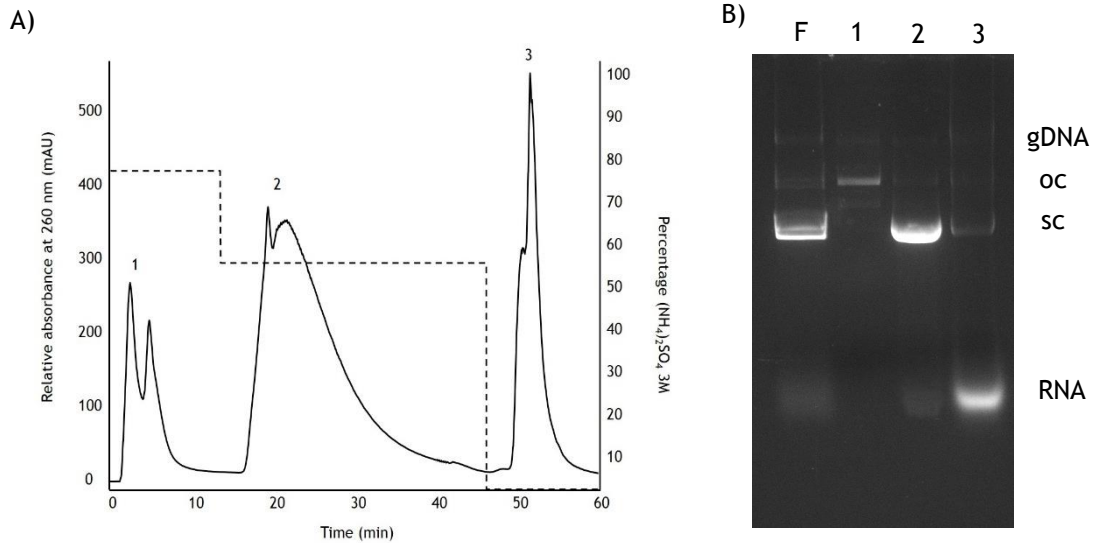 A)
Relative absorbance at 260 nm (mAU)
500
400
300
200
100
0
1
2
3
100
90
80
70
60
50
40
30
20
10
Percentage (NH₄)₂SO₄ 3M
0 10 20 30 40 50 60
Time (min)
B)
F 1 2 3
gDNA
oc
sc
RNA